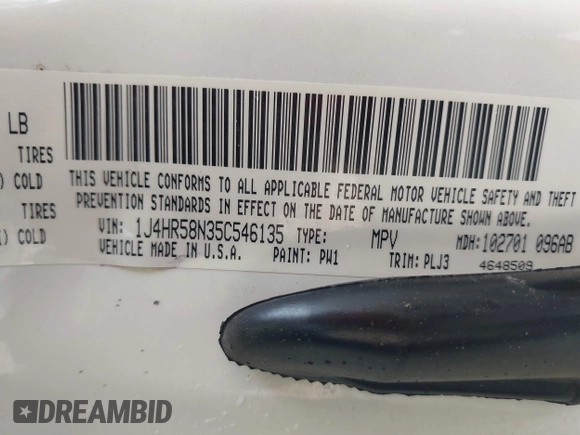 LB
TIRES
) COLD
TIRES
) COLD
THIS VEHICLE CONFORMS TO ALL APPLICABLE FEDERAL MOTOR VEHICLE SAFETY AND THEFT
PREVENTION STANDARDS IN EFFECT ON THE DATE OF MANUFACTURE SHOWN ABOVE.
VIN: 1J4HR58N35C546135 TYPE: MPV MDH:102701 096AB
VEHICLE MADE IN U.S.A. PAINT: PW1 TRIM: PLJ3 4648509
DREAMBID